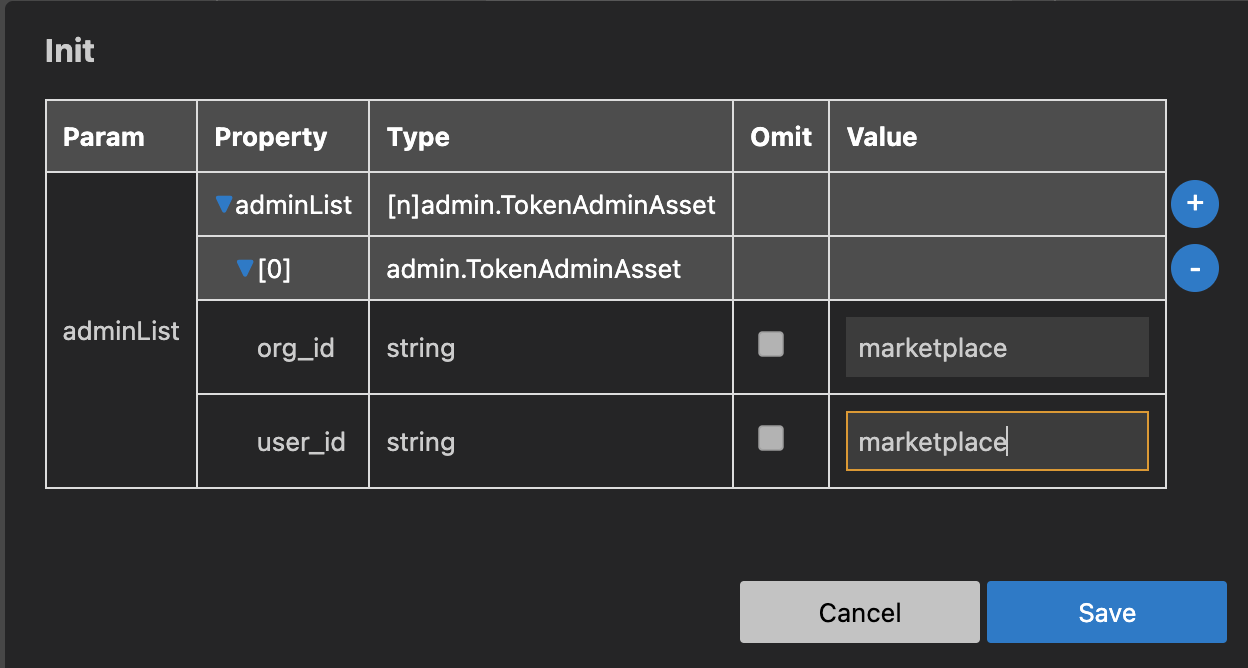 Init
Param Property Type Omit Value
adminList [n]admin.TokenAdminAsset +
[0] admin.TokenAdminAsset -
adminList
org_id string marketplace
user_id string marketplace
Cancel Save